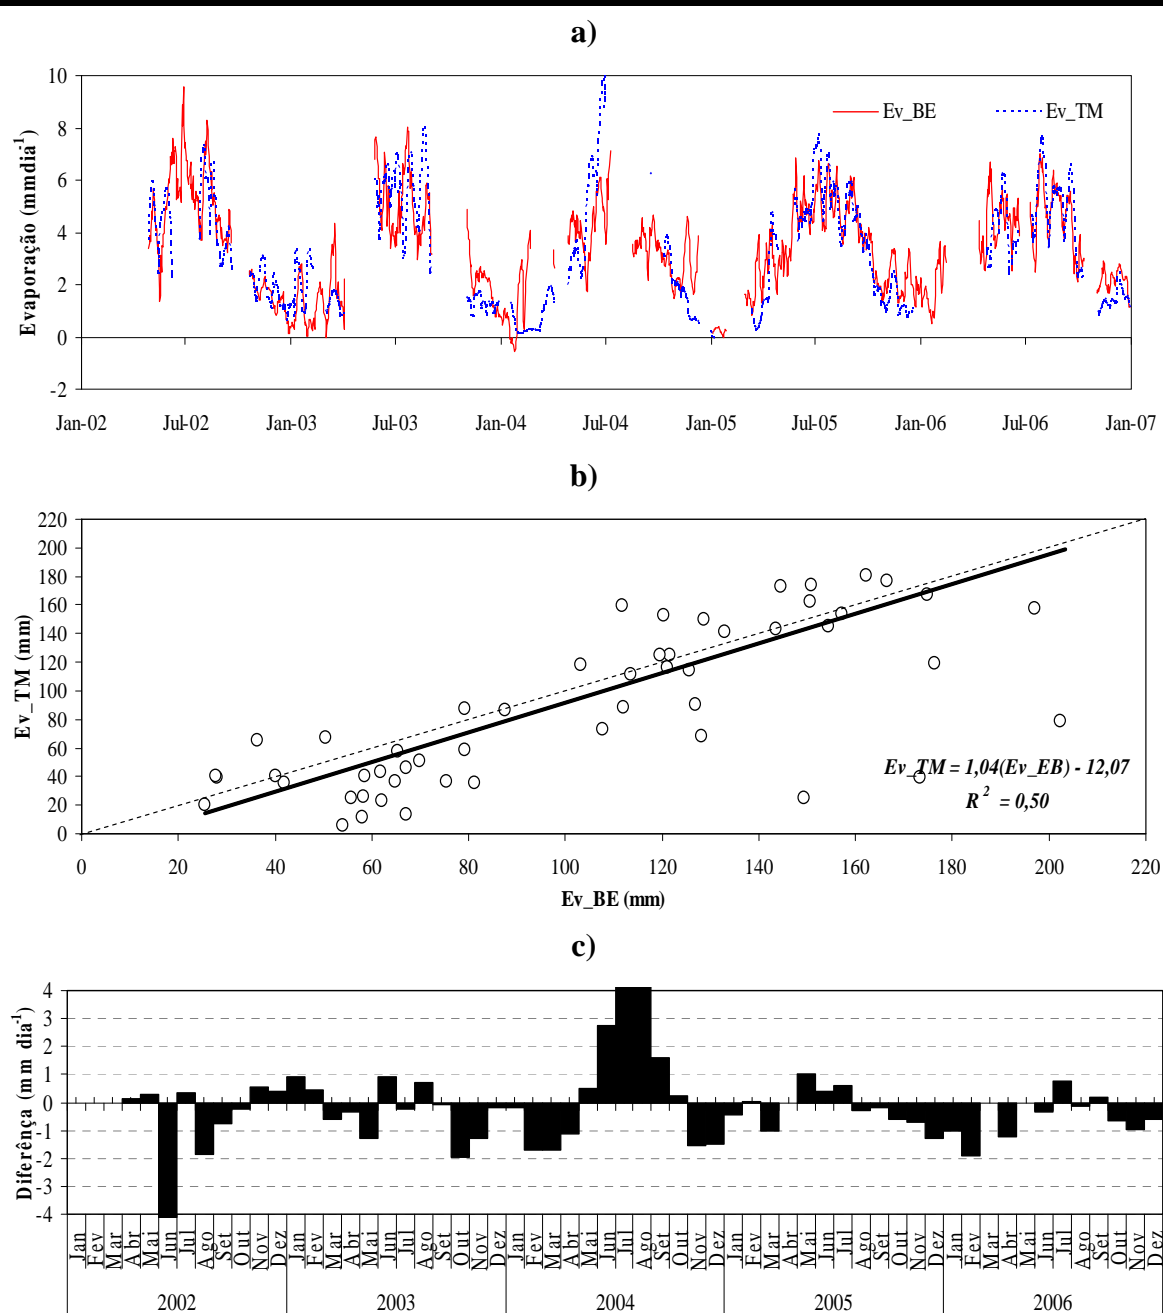 a)
Evaporação (mmdia-1)
10
8
6
4
2
0
-2
Ev_BE
Ev_TM
Jan-02 Jul-02 Jan-03 Jul-03 Jan-04 Jul-04 Jan-05 Jul-05 Jan-06 Jul-06 Jan-07
b)
Ev_TM (mm)
220
200
180
160
140
120
100
80
60
40
20
0
Ev_TM = 1,04(Ev_EB) - 12,07
R2 = 0,50
0 20 40 60 80 100 120 140 160 180 200 220
Ev_BE (mm)
c)
Diferênça (mm dia-1)
4
3
2
1
0
-1
-2
-3
-4
Jan Fev Mar Abr Mai Jun Jul Ago Set Out Nov Dez Jan Fev Mar Abr Mai Jun Jul Ago Set Out Nov Dez Jan Fev Mar Abr Mai Jun Jul Ago Set Out Nov Dez Jan Fev Mar Abr Mai Jun Jul Ago Set Out Nov Dez Jan Fev Mar Abr Mai Jun Jul Ago Set Out Nov Dez
2002 2003 2004 2005 2006